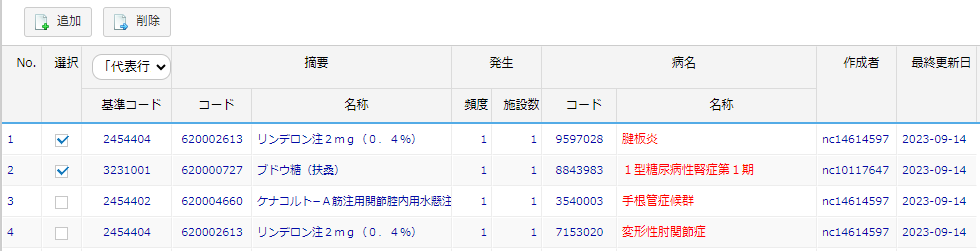 追加 削除
No. 選択 「代表行 摘要 発生 病名 作成者 最終更新日
基準コード コード 名称 頻度 施設数 コード 名称
1 2454404 620002613 リンデロン注2mg(0.4%) 1 1 9597028 腱板炎 nc14614597 2023-09-14
2 3231001 620000727 ブドウ糖(扶桑) 1 1 8843983 1型糖尿病性腎症第1期 nc10117647 2023-09-14
3 2454402 620004660 ケナコルト-A筋注用関節腔内用水懸注 1 1 3540003 手根管症候群 nc14614597 2023-09-14
4 2454404 620002613 リンデロン注2mg(0.4%) 1 1 7153020 変形性肘関節症 nc14614597 2023-09-14